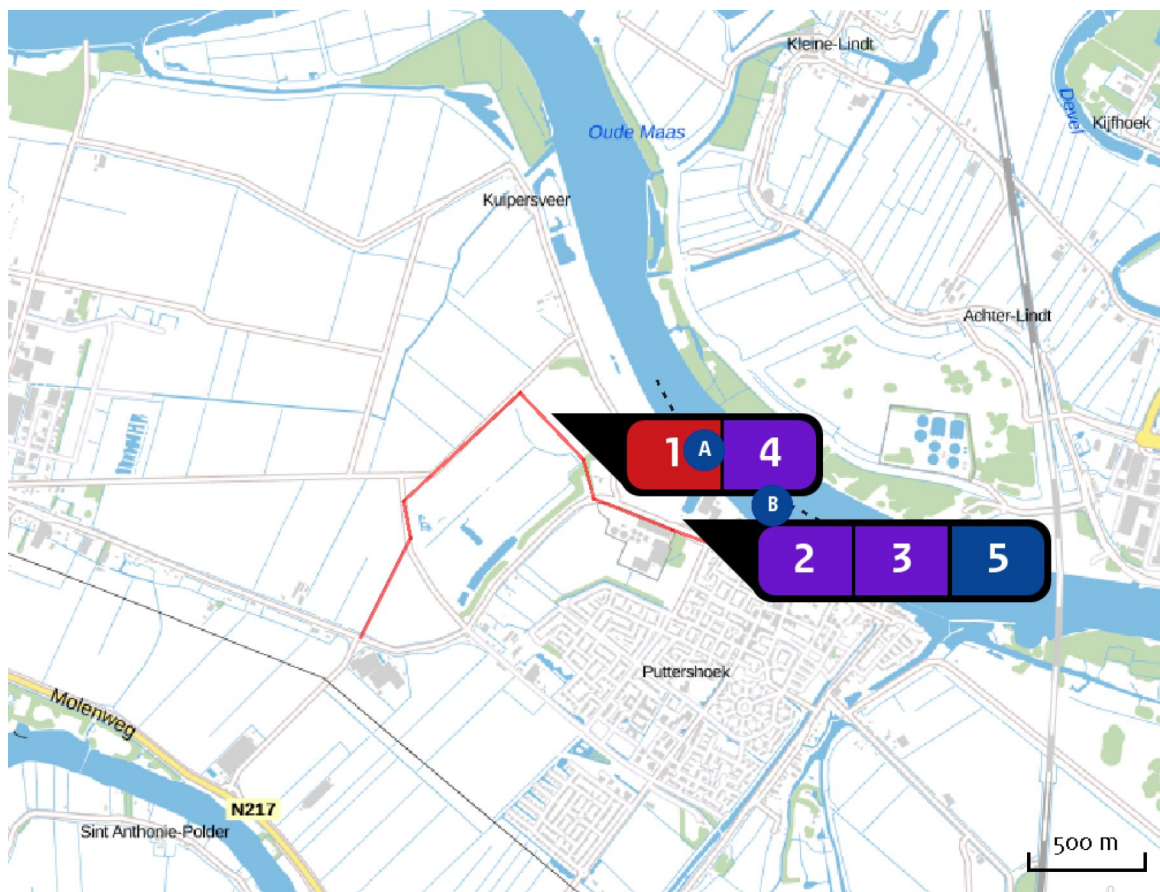 Kleine-Lindt
Devel
Kijfhoek
Oude Maas
Kuipersveer
Achter-Lindt
1 A 4
B
2 3 5
Puttershoek
Molenweg
N217
Sint Anthonie-Polder
500 m